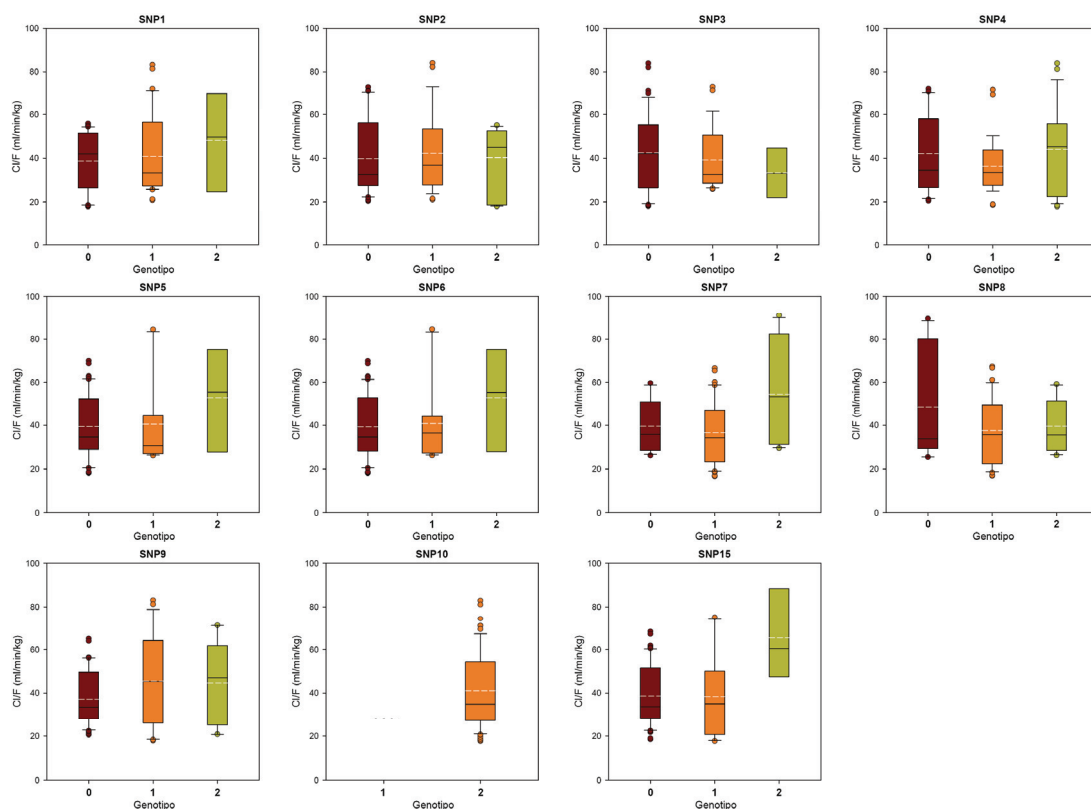 SNP1
100
80
60
40
20
0
Cl/F (ml/min/kg)
0 1 2
Genotipo
SNP2
100
80
60
40
20
0
Cl/F (ml/min/kg)
0 1 2
Genotipo
SNP3
100
80
60
40
20
0
Cl/F (ml/min/kg)
0 1 2
Genotipo
SNP4
100
80
60
40
20
0
Cl/F (ml/min/kg)
0 1 2
Genotipo
SNP5
100
80
60
40
20
0
Cl/F (ml/min/kg)
0 1 2
Genotipo
SNP6
100
80
60
40
20
0
Cl/F (ml/min/kg)
0 1 2
Genotipo
SNP7
100
80
60
40
20
0
Cl/F (ml/min/kg)
0 1 2
Genotipo
SNP8
100
80
60
40
20
0
Cl/F (ml/min/kg)
0 1 2
Genotipo
SNP9
100
80
60
40
20
0
Cl/F (ml/min/kg)
0 1 2
Genotipo
SNP10
100
80
60
40
20
0
Cl/F (ml/min/kg)
1 2
Genotipo
SNP15
100
80
60
40
20
0
Cl/F (ml/min/kg)
0 1 2
Genotipo